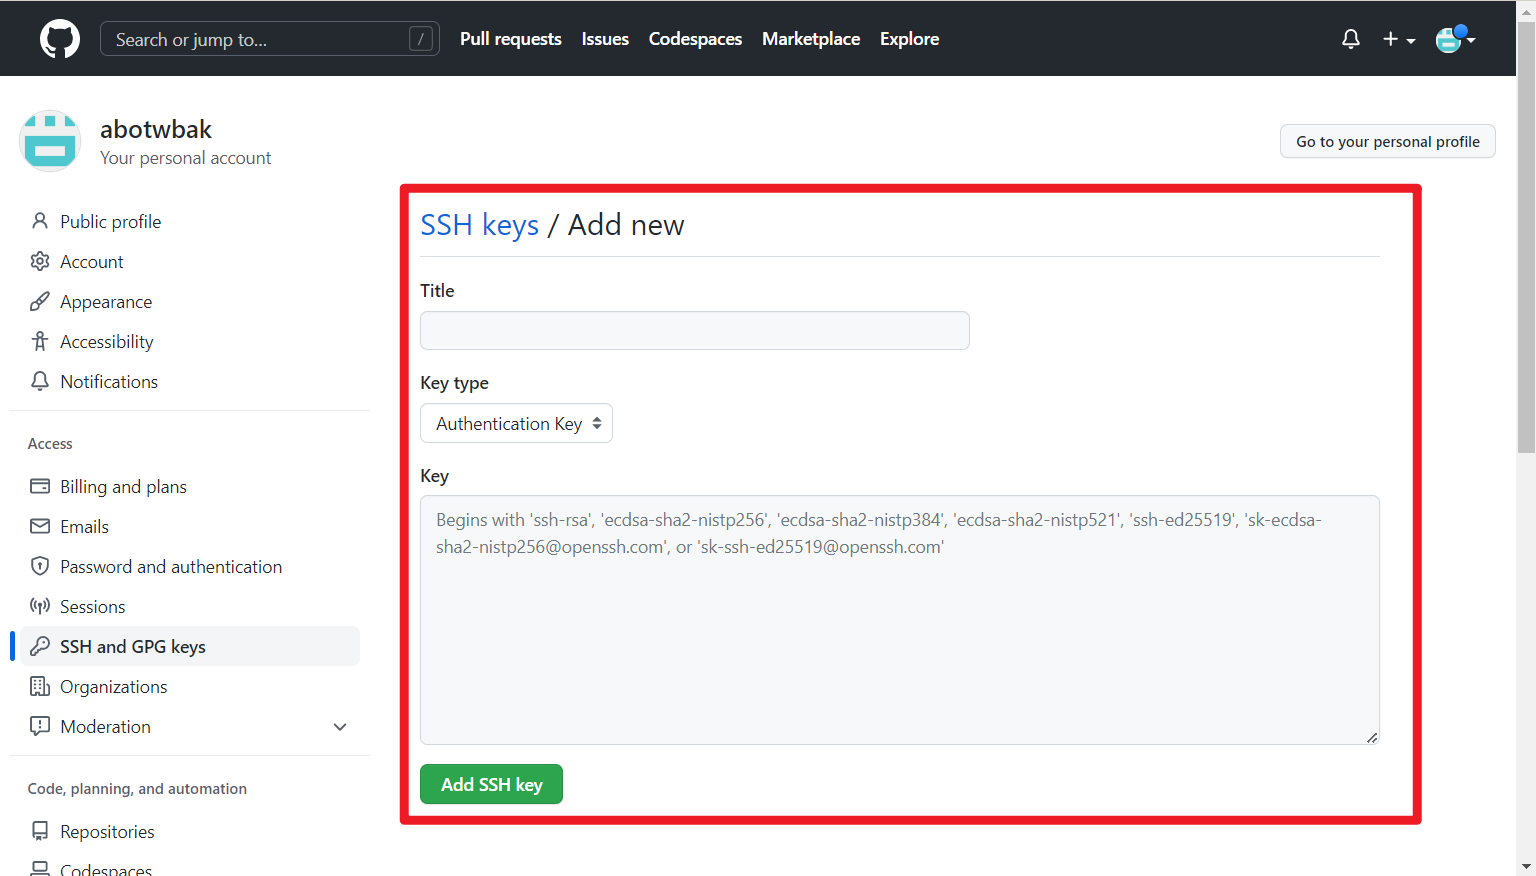 Search or jump to... /
Pull requests
Issues
Codespaces
Marketplace
Explore
abotwbak
Your personal account
Go to your personal profile
Public profile
Account
Appearance
Accessibility
Notifications
Access
Billing and plans
Emails
Password and authentication
Sessions
SSH and GPG keys
Organizations
Moderation
Code, planning, and automation
Repositories
Codespaces
SSH keys / Add new
Title
Key type
Authentication Key
Key
Begins with 'ssh-rsa', 'ecdsa-sha2-nistp256', 'ecdsa-sha2-nistp384', 'ecdsa-sha2-nistp521', 'ssh-ed25519', 'sk-ecdsa-
sha2-nistp256@openssh.com', or 'sk-ssh-ed25519@openssh.com'
Add SSH key